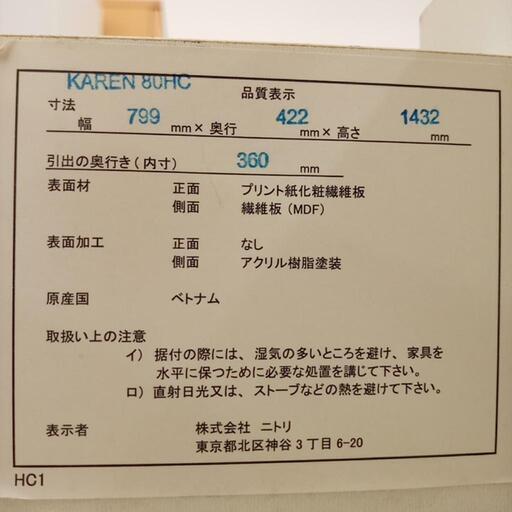 KAREN 80HC 品質表示
寸法
幅 799 mm× 奥行 422 mm× 高さ 1432 mm
引出の奥行き(内寸) 360 mm
表面材 正面 プリント紙化粧繊維板
側面 繊維板(MDF)
表面加工 正面 なし
側面 アクリル樹脂塗装
原産国 ベトナム
取扱い上の注意
イ) 据付の際には、湿気の多いところを避け、家具を
水平に保つために必要な処置を講じて下さい。
ロ) 直射日光又は、ストーブなどの熱を避けて下さい。
表示者 株式会社 ニトリ
東京都北区神谷3丁目6-20
HC1